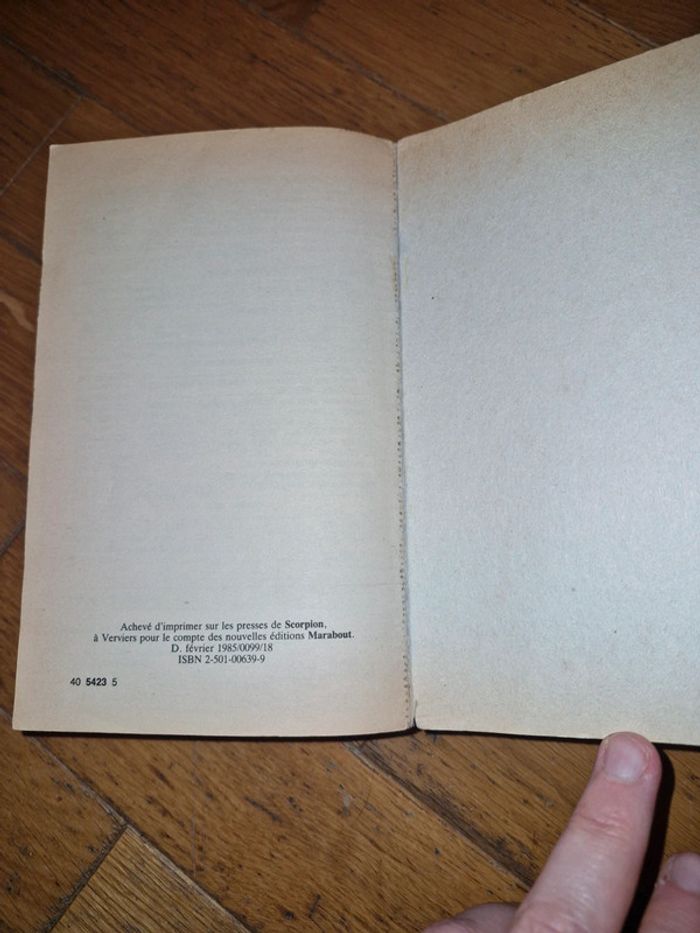 Achevé d'imprimer sur les presses de Scorpion,
à Verviers pour le compte des nouvelles éditions Marabout.
D. février 1985/0099/18
ISBN 2-501-00639-9
40 5423 5